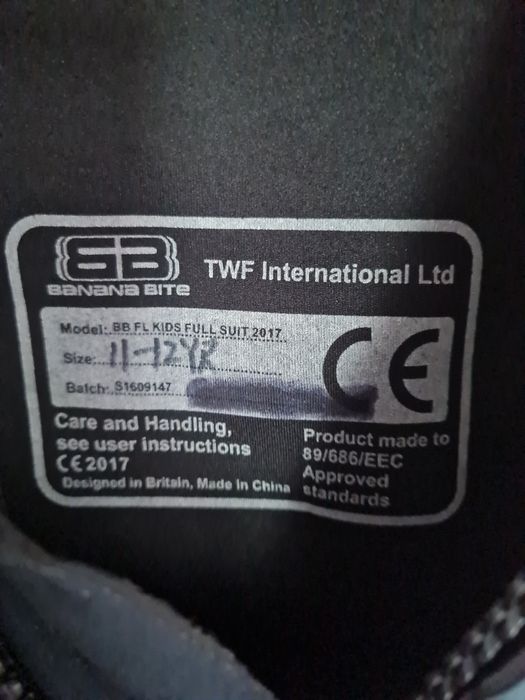 BB
BANANA BITE
TWF International Ltd
Model: BB FL KIDS FULL SUIT 2017
Size: 11-12YR
Batch: S1609147
CE
Care and Handling,
see user instructions
CE 2017
Designed in Britain, Made In China
Product made to
89/686/EEC
Approved
standards